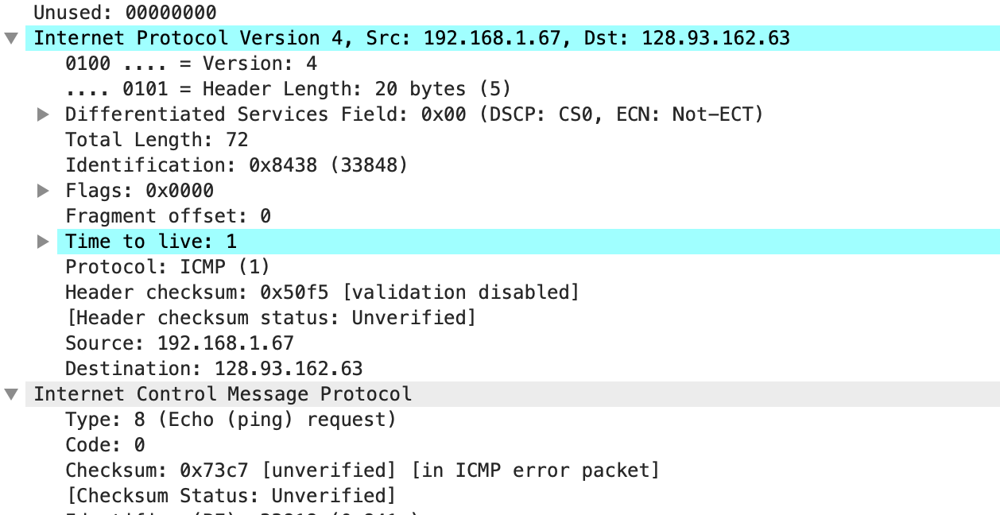 Unused: 00000000
Internet Protocol Version 4, Src: 192.168.1.67, Dst: 128.93.162.63
0100 .... = Version: 4
.... 0101 = Header Length: 20 bytes (5)
Differentiated Services Field: 0x00 (DSCP: CS0, ECN: Not-ECT)
Total Length: 72
Identification: 0x8438 (33848)
Flags: 0x0000
Fragment offset: 0
Time to live: 1
Protocol: ICMP (1)
Header checksum: 0x50f5 [validation disabled]
[Header checksum status: Unverified]
Source: 192.168.1.67
Destination: 128.93.162.63
Internet Control Message Protocol
Type: 8 (Echo (ping) request)
Code: 0
Checksum: 0x73c7 [unverified] [in ICMP error packet]
[Checksum Status: Unverified]